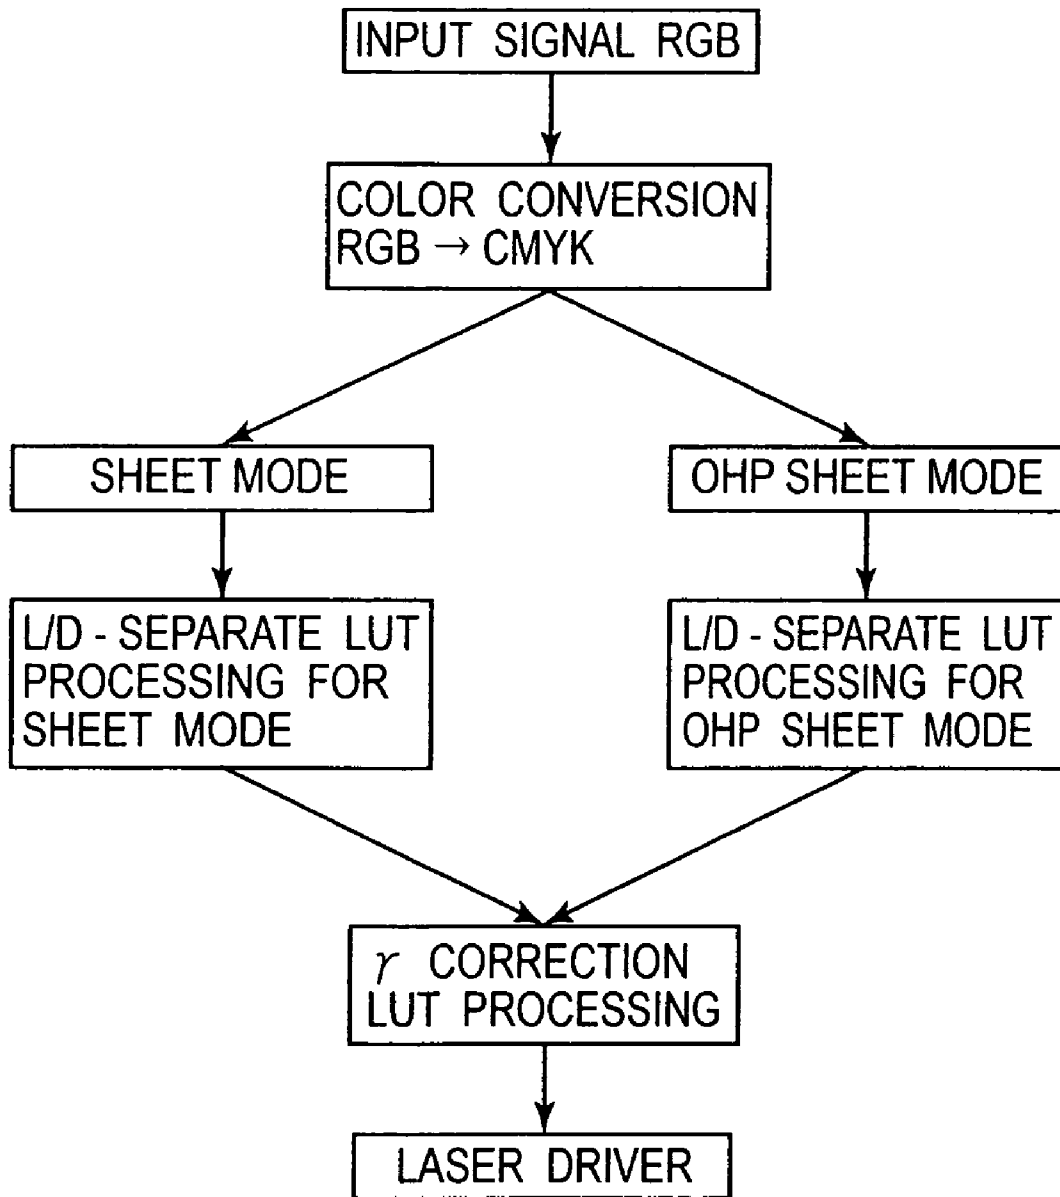 INPUT SIGNAL RGB
COLOR CONVERSION
RGB → CMYK
SHEET MODE
OHP SHEET MODE
L/D - SEPARATE LUT
PROCESSING FOR
SHEET MODE
L/D - SEPARATE LUT
PROCESSING FOR
OHP SHEET MODE
γ CORRECTION
LUT PROCESSING
LASER DRIVER